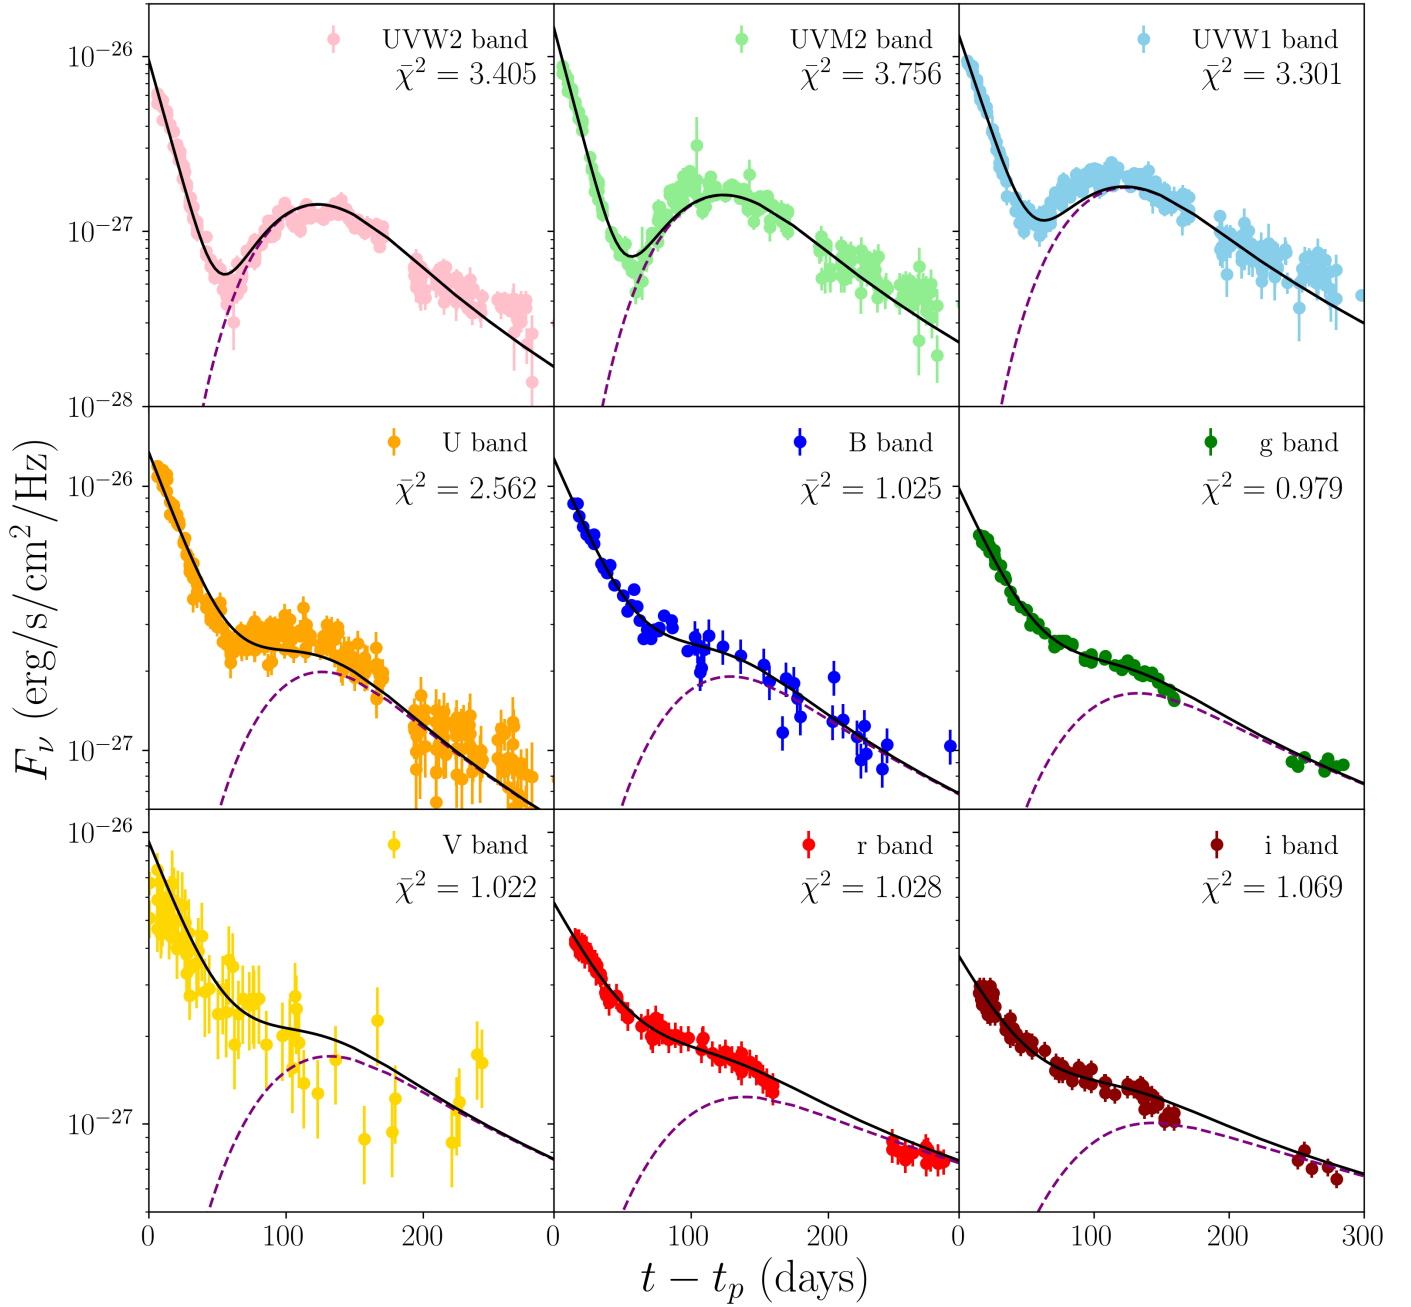 UVW2 band
χ̄² = 3.405
UVM2 band
χ̄² = 3.756
UVW1 band
χ̄² = 3.301
10⁻²⁶
10⁻²⁷
10⁻²⁸
U band
χ̄² = 2.562
B band
χ̄² = 1.025
g band
χ̄² = 0.979
10⁻²⁶
10⁻²⁷
F_ν (erg/s/cm²/Hz)
V band
χ̄² = 1.022
r band
χ̄² = 1.028
i band
χ̄² = 1.069
10⁻²⁶
10⁻²⁷
0 100 200 0 100 200 0 100 200 300
t − t_p (days)